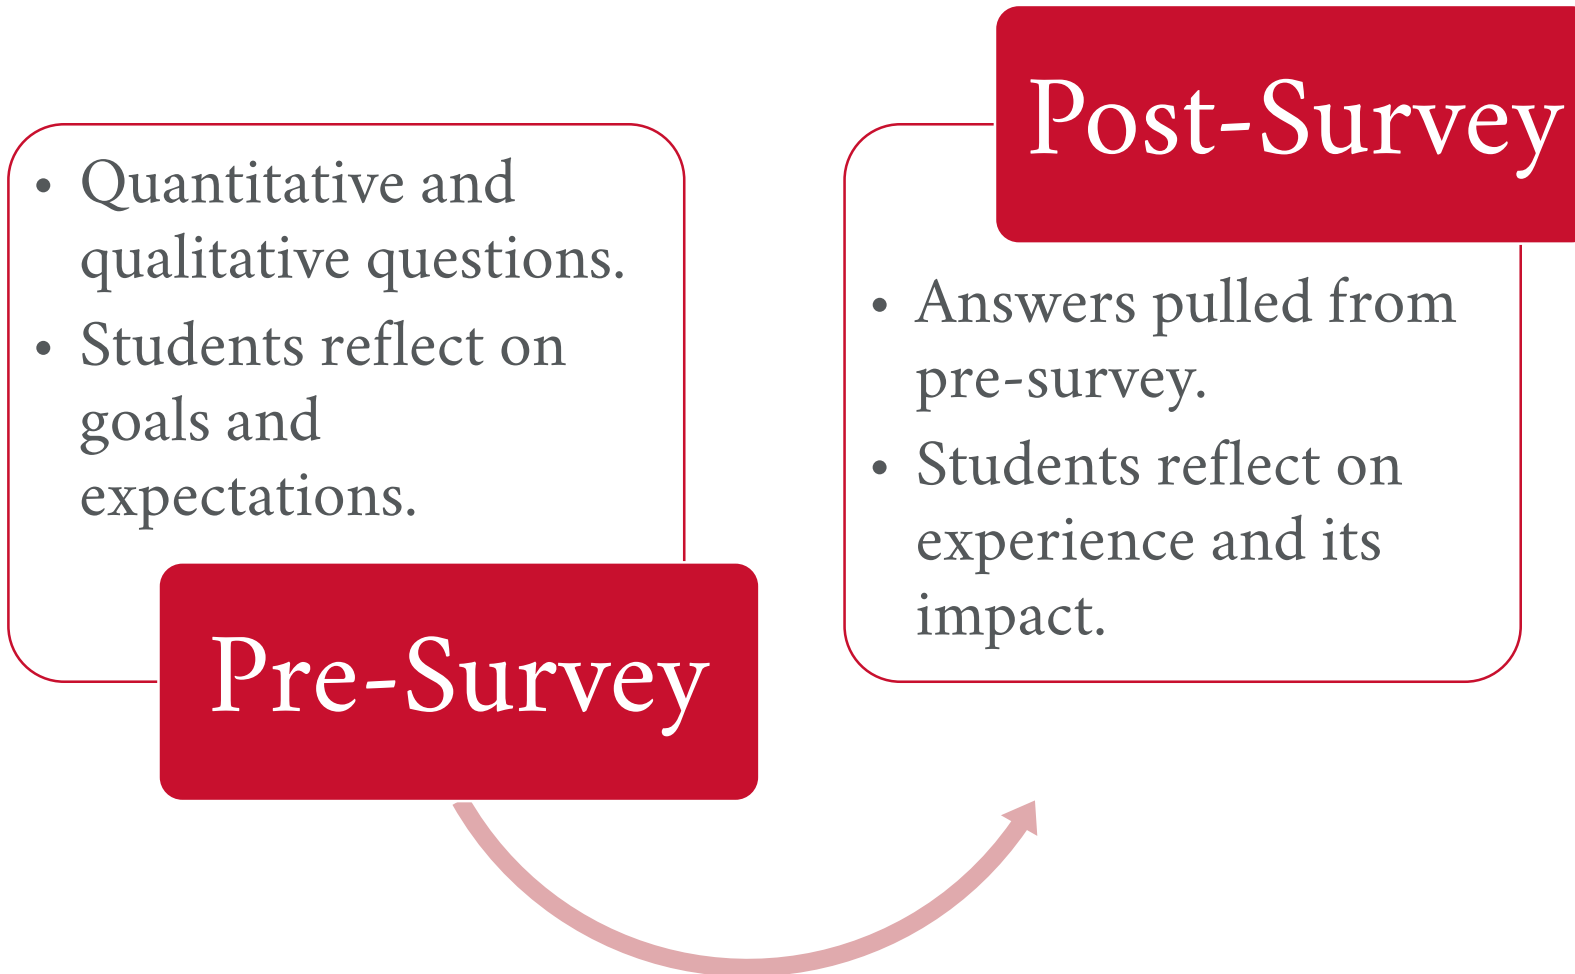 • Quantitative and
qualitative questions.
• Students reflect on
goals and
expectations.
Pre-Survey
Post-Survey
• Answers pulled from
pre-survey.
• Students reflect on
experience and its
impact.